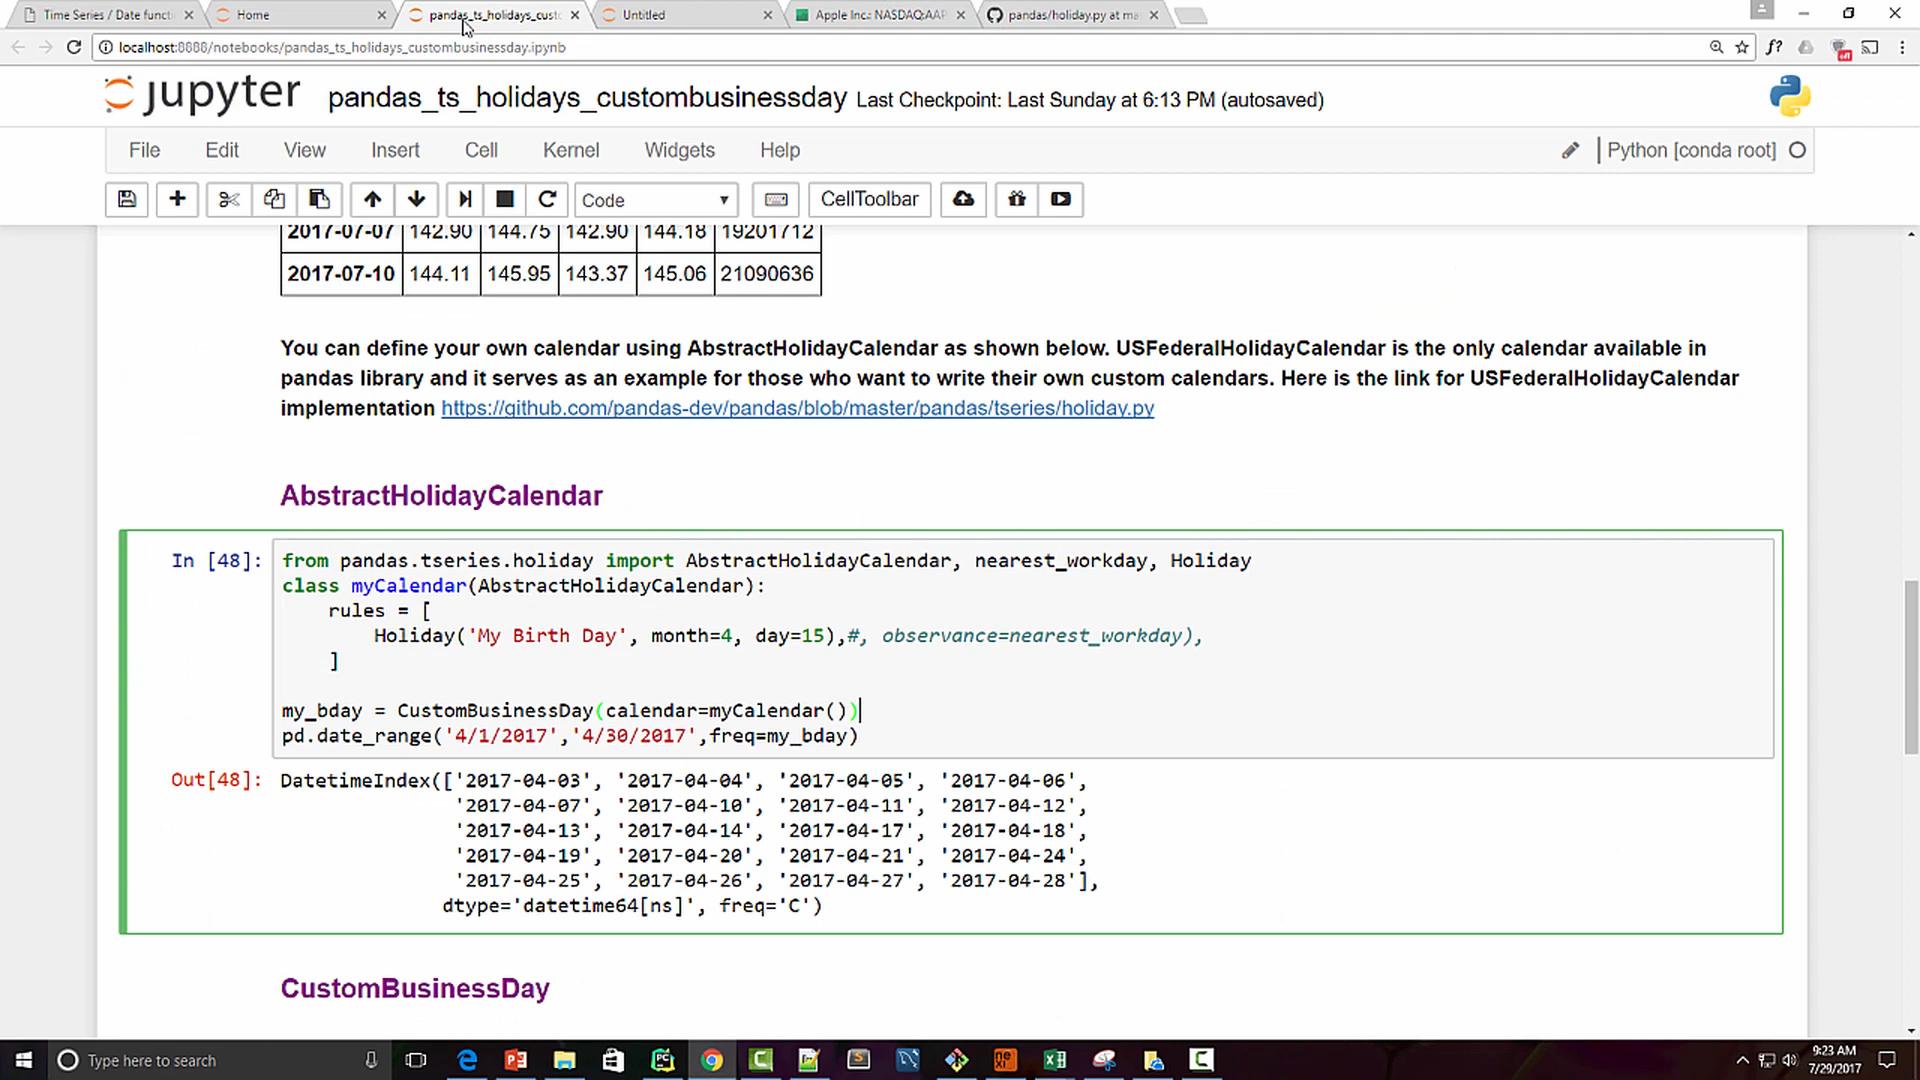 Time Series / Date functi
Home
pandas_ts_holidays_cust
Untitled
Apple Inc.: NASDAQ:AAP
pandas/holiday.py at ma
localhost:8888/notebooks/pandas_ts_holidays_custombusinessday.ipynb
f?
off
jupyter
pandas_ts_holidays_custombusinessday Last Checkpoint: Last Sunday at 6:13 PM (autosaved)
File Edit View Insert Cell Kernel Widgets Help
Python [conda root]
Code
CellToolbar
2017-07-07 142.90 144.75 142.90 144.18 19201712
2017-07-10 144.11 145.95 143.37 145.06 21090636
You can define your own calendar using AbstractHolidayCalendar as shown below. USFederalHolidayCalendar is the only calendar available in
pandas library and it serves as an example for those who want to write their own custom calendars. Here is the link for USFederalHolidayCalendar
implementation https://github.com/pandas-dev/pandas/blob/master/pandas/tseries/holiday.py
AbstractHolidayCalendar
In [48]:
from pandas.tseries.holiday import AbstractHolidayCalendar, nearest_workday, Holiday
class myCalendar(AbstractHolidayCalendar):
    rules = [
        Holiday('My Birth Day', month=4, day=15),#, observance=nearest_workday),
    ]
my_bday = CustomBusinessDay(calendar=myCalendar())
pd.date_range('4/1/2017','4/30/2017',freq=my_bday)
Out[48]:
DatetimeIndex(['2017-04-03', '2017-04-04', '2017-04-05', '2017-04-06',
'2017-04-07', '2017-04-10', '2017-04-11', '2017-04-12',
'2017-04-13', '2017-04-14', '2017-04-17', '2017-04-18',
'2017-04-19', '2017-04-20', '2017-04-21', '2017-04-24',
'2017-04-25', '2017-04-26', '2017-04-27', '2017-04-28'],
dtype='datetime64[ns]', freq='C')
CustomBusinessDay
Type here to search
9:23 AM
7/29/2017